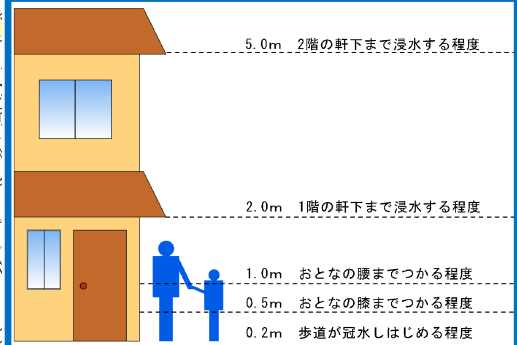 5.0m 2階の軒下まで浸水する程度
2.0m 1階の軒下まで浸水する程度
1.0m おとなの腰までつかる程度
0.5m おとなの膝までつかる程度
0.2m 歩道が冠水しはじめる程度